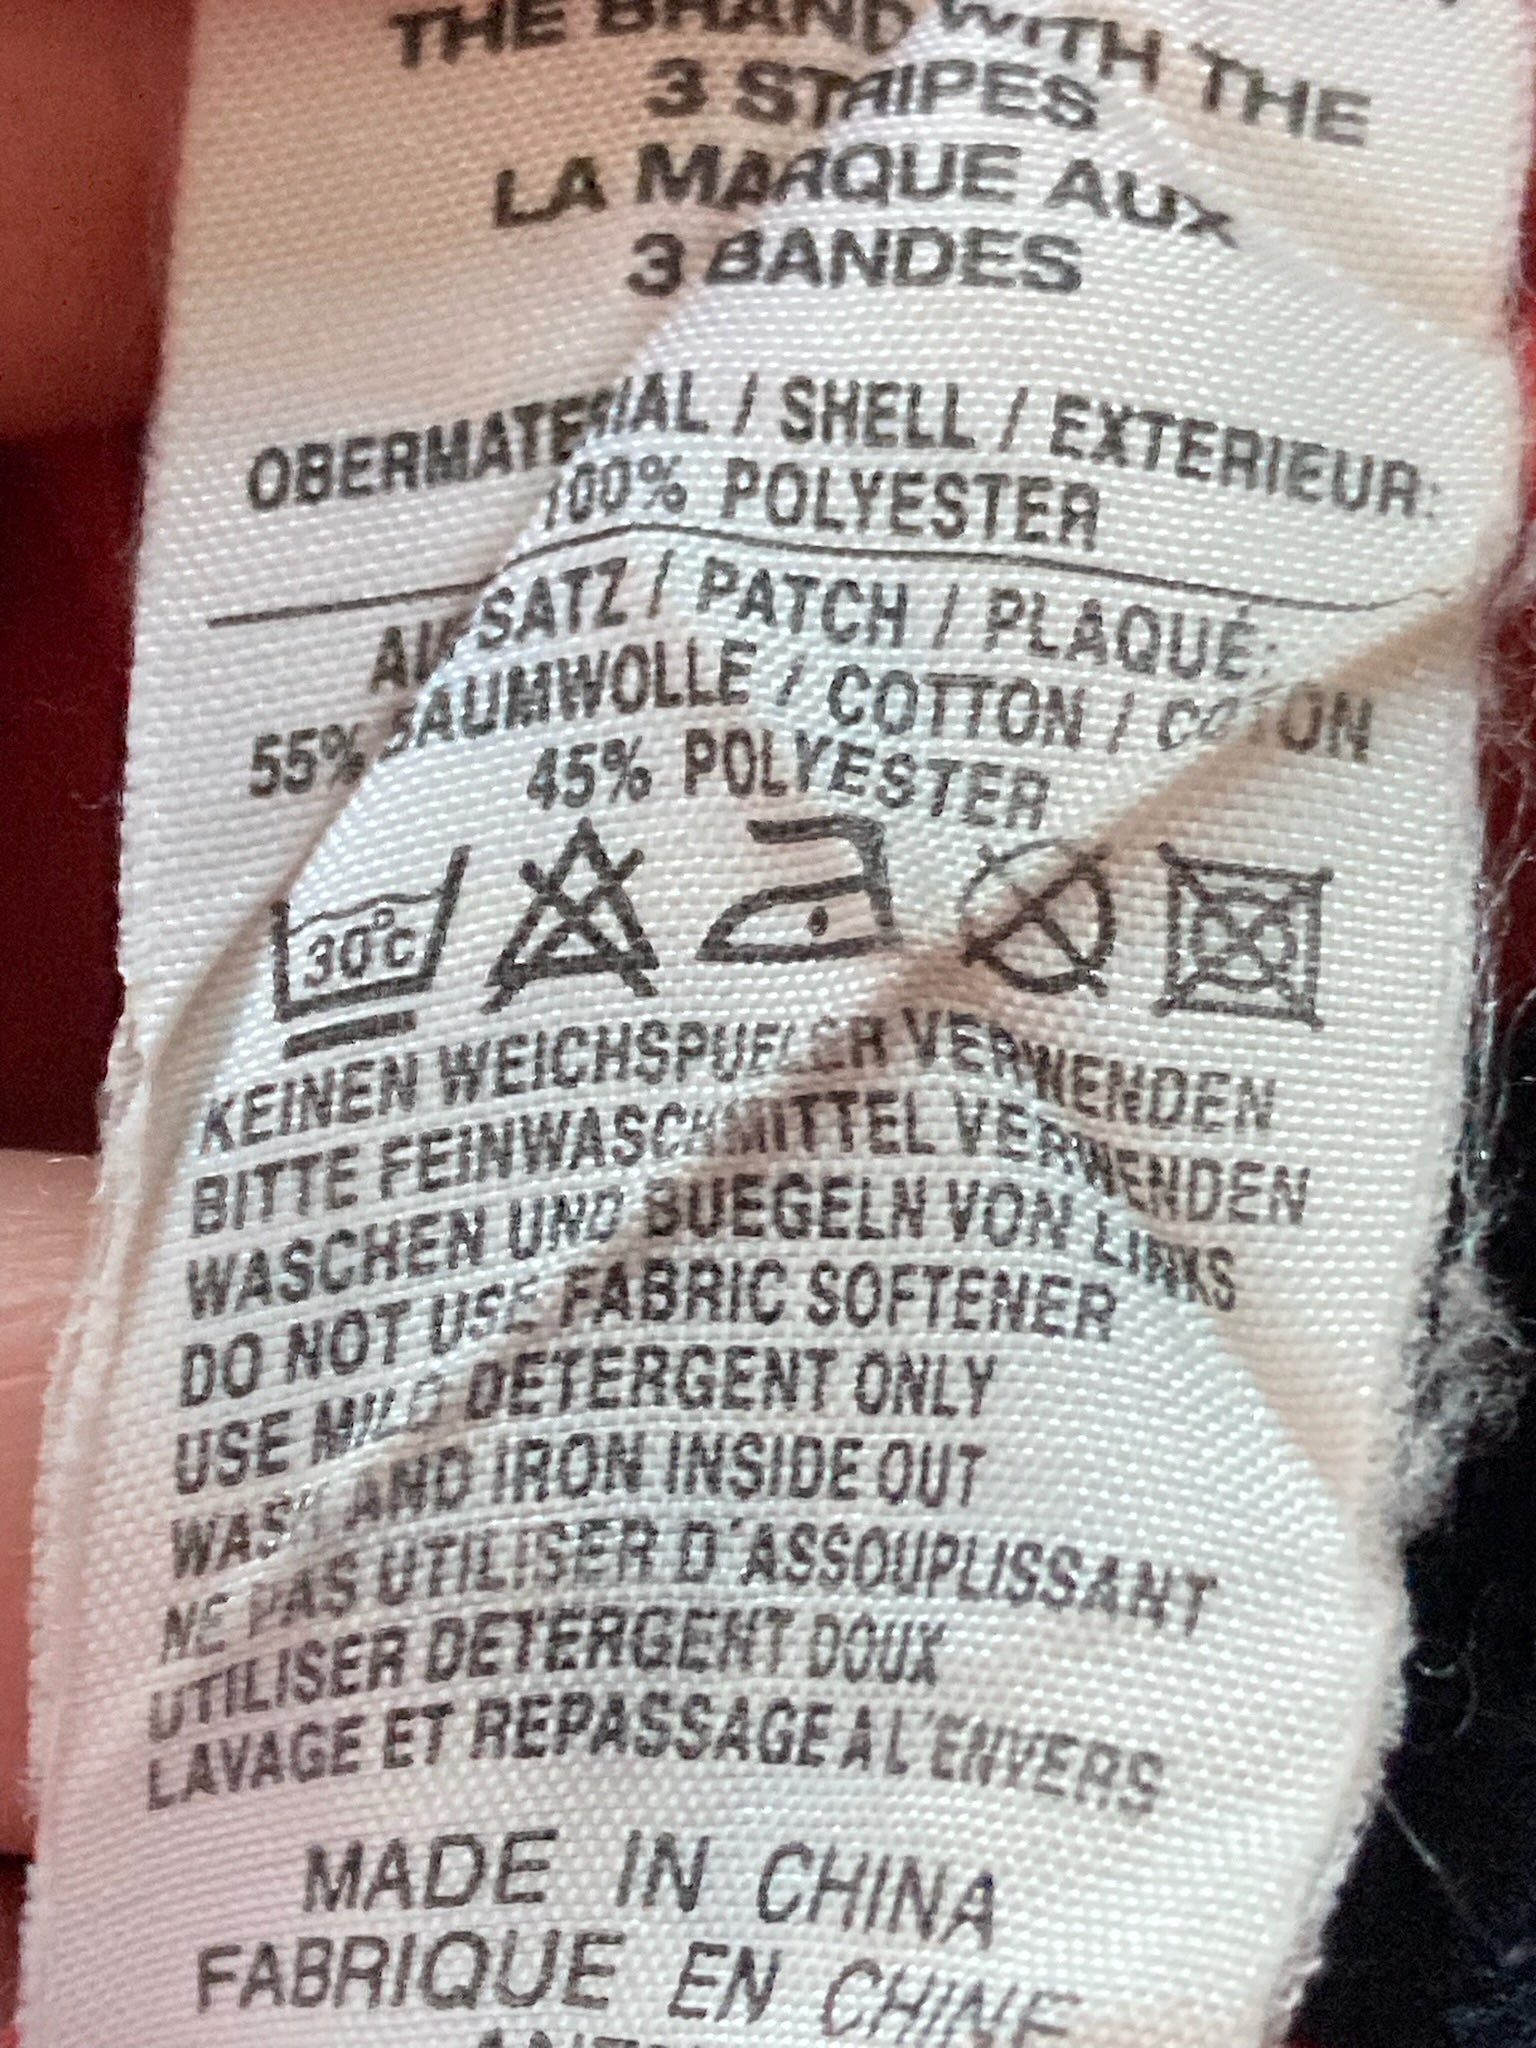 THE BRAND WITH THE
3 STRIPES
LA MARQUE AUX
3 BANDES
OBERMATERIAL / SHELL / EXTERIEUR:
100% POLYESTER
AUFSATZ / PATCH / PLAQUÉ:
55% BAUMWOLLE / COTTON / COTON
45% POLYESTER
30°C
KEINEN WEICHSPUELER VERWENDEN
BITTE FEINWASCHMITTEL VERWENDEN
WASCHEN UND BUEGELN VON LINKS
DO NOT USE FABRIC SOFTENER
USE MILD DETERGENT ONLY
WASH AND IRON INSIDE OUT
NE PAS UTILISER D'ASSOUPLISSANT
UTILISER DETERGENT DOUX
LAVAGE ET REPASSAGE A L'ENVERS
MADE IN CHINA
FABRIQUE EN CHINE